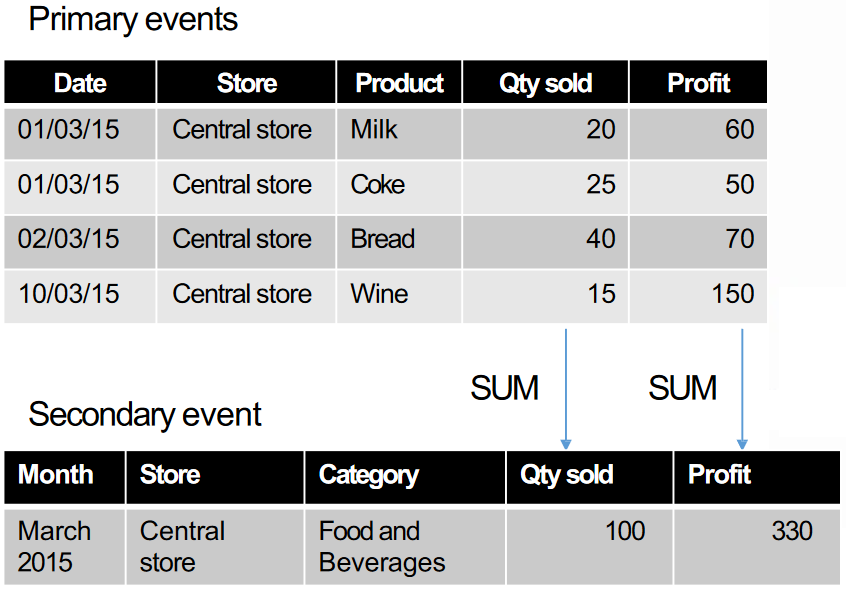 Primary events
Date Store Product Qty sold Profit
01/03/15 Central store Milk 20 60
01/03/15 Central store Coke 25 50
02/03/15 Central store Bread 40 70
10/03/15 Central store Wine 15 150
SUM SUM
Secondary event
Month Store Category Qty sold Profit
March Central Food and 100 330
2015 store Beverages